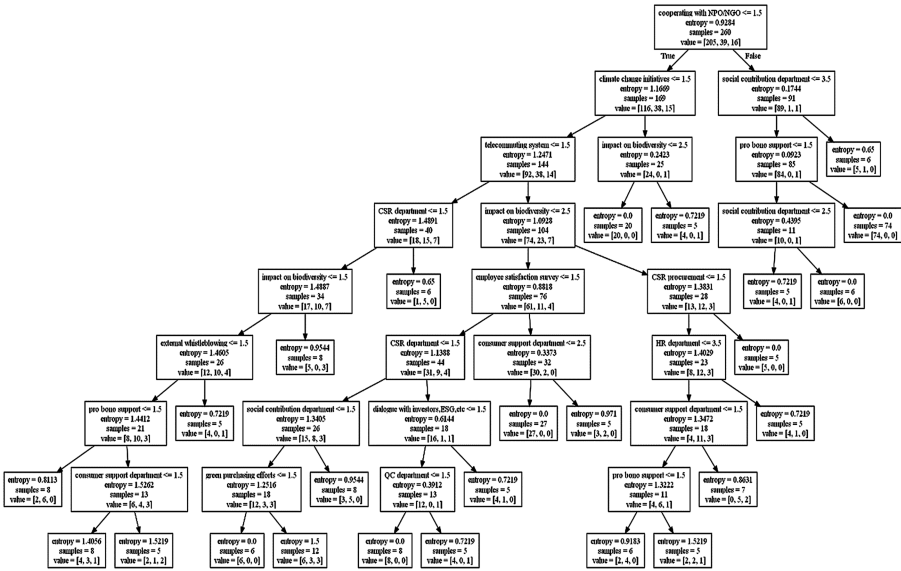 cooperating with NPO/NGO <= 1.5
entropy = 0.9284
samples = 260
value = [205, 39, 16]
True
False
climate change initiatives <= 1.5
entropy = 1.1669
samples = 169
value = [116, 38, 15]
social contribution department <= 3.5
entropy = 0.1744
samples = 91
value = [89, 1, 1]
telecommuting system <= 1.5
entropy = 1.2471
samples = 144
value = [92, 38, 14]
impact on biodiversity <= 2.5
entropy = 0.2423
samples = 25
value = [24, 0, 1]
pro bono support <= 1.5
entropy = 0.0923
samples = 85
value = [84, 0, 1]
entropy = 0.65
samples = 6
value = [5, 1, 0]
CSR department <= 1.5
entropy = 1.4891
samples = 40
value = [18, 15, 7]
impact on biodiversity <= 2.5
entropy = 1.0928
samples = 104
value = [74, 23, 7]
entropy = 0.0
samples = 20
value = [20, 0, 0]
entropy = 0.7219
samples = 5
value = [4, 0, 1]
social contribution department <= 2.5
entropy = 0.4395
samples = 11
value = [10, 0, 1]
entropy = 0.0
samples = 74
value = [74, 0, 0]
impact on biodiversity <= 1.5
entropy = 1.4887
samples = 34
value = [17, 10, 7]
entropy = 0.65
samples = 6
value = [1, 5, 0]
employee satisfaction survey <= 1.5
entropy = 0.8818
samples = 76
value = [61, 11, 4]
CSR procurement <= 1.5
entropy = 1.3831
samples = 28
value = [13, 12, 3]
entropy = 0.7219
samples = 5
value = [4, 0, 1]
entropy = 0.0
samples = 6
value = [6, 0, 0]
external whistleblowing <= 1.5
entropy = 1.4605
samples = 26
value = [12, 10, 4]
entropy = 0.9544
samples = 8
value = [5, 0, 3]
CSR department <= 1.5
entropy = 1.1388
samples = 44
value = [31, 9, 4]
consumer support department <= 2.5
entropy = 0.3373
samples = 32
value = [30, 2, 0]
HR department <= 3.5
entropy = 1.4029
samples = 23
value = [8, 12, 3]
entropy = 0.0
samples = 5
value = [5, 0, 0]
pro bono support <= 1.5
entropy = 1.4412
samples = 21
value = [8, 10, 3]
entropy = 0.7219
samples = 5
value = [4, 0, 1]
social contribution department <= 1.5
entropy = 1.3405
samples = 26
value = [15, 8, 3]
dialogue with investors,ESG,etc <= 1.5
entropy = 0.6144
samples = 18
value = [16, 1, 1]
entropy = 0.0
samples = 27
value = [27, 0, 0]
entropy = 0.971
samples = 5
value = [3, 2, 0]
consumer support department <= 1.5
entropy = 1.3472
samples = 18
value = [4, 11, 3]
entropy = 0.7219
samples = 5
value = [4, 1, 0]
entropy = 0.8113
samples = 8
value = [2, 6, 0]
consumer support department <= 1.5
entropy = 1.5262
samples = 13
value = [6, 4, 3]
green purchasing efforts <= 1.5
entropy = 1.2516
samples = 18
value = [12, 3, 3]
entropy = 0.9544
samples = 8
value = [3, 5, 0]
QC department <= 1.5
entropy = 0.3912
samples = 13
value = [12, 0, 1]
entropy = 0.7219
samples = 5
value = [4, 1, 0]
pro bono support <= 1.5
entropy = 1.3222
samples = 11
value = [4, 6, 1]
entropy = 0.8631
samples = 7
value = [0, 5, 2]
entropy = 1.4056
samples = 8
value = [4, 3, 1]
entropy = 1.5219
samples = 5
value = [2, 1, 2]
entropy = 0.0
samples = 6
value = [6, 0, 0]
entropy = 1.5
samples = 12
value = [6, 3, 3]
entropy = 0.0
samples = 8
value = [8, 0, 0]
entropy = 0.7219
samples = 5
value = [4, 0, 1]
entropy = 0.9183
samples = 6
value = [2, 4, 0]
entropy = 1.5219
samples = 5
value = [2, 2, 1]